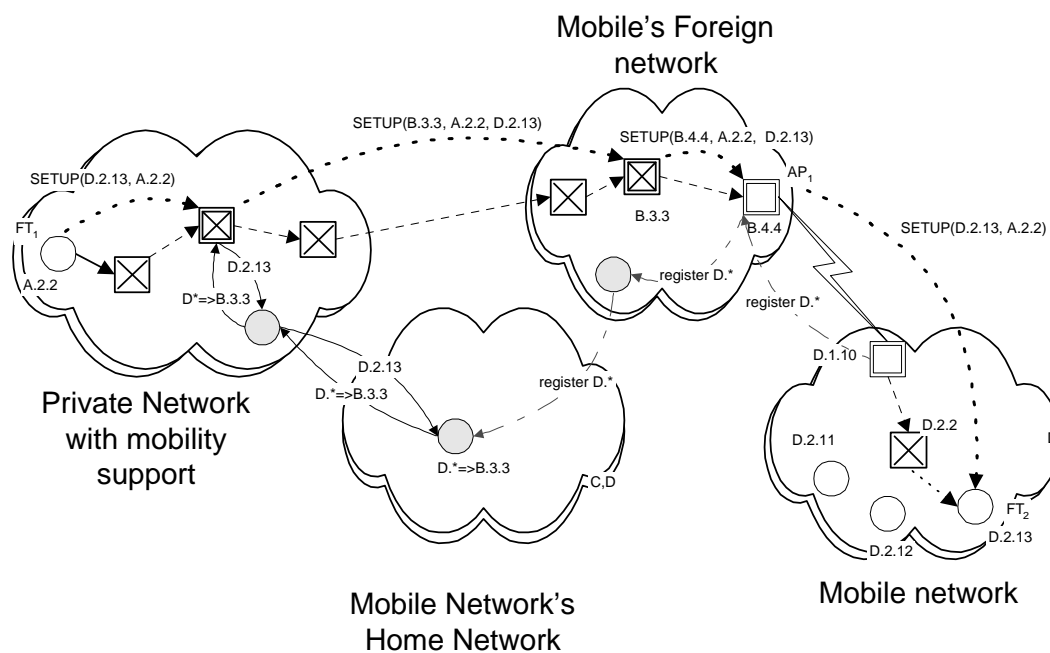 Mobile's Foreign
network
SETUP(B.3.3, A.2.2, D.2.13)
SETUP(B.4.4, A.2.2, D.2.13)
SETUP(D.2.13, A.2.2)
AP1
FT1
B.3.3
B.4.4
SETUP(D.2.13, A.2.2)
A.2.2
D.2.13
D*=>B.3.3
register D.*
register D.*
D.2.13
D.1.10
D.*=>B.3.3
register D.*
Private Network
with mobility
support
D.2.2
D.2.11
D.*=>B.3.3
C,D
FT2
D.2.12
D.2.13
Mobile network
Mobile Network's
Home Network